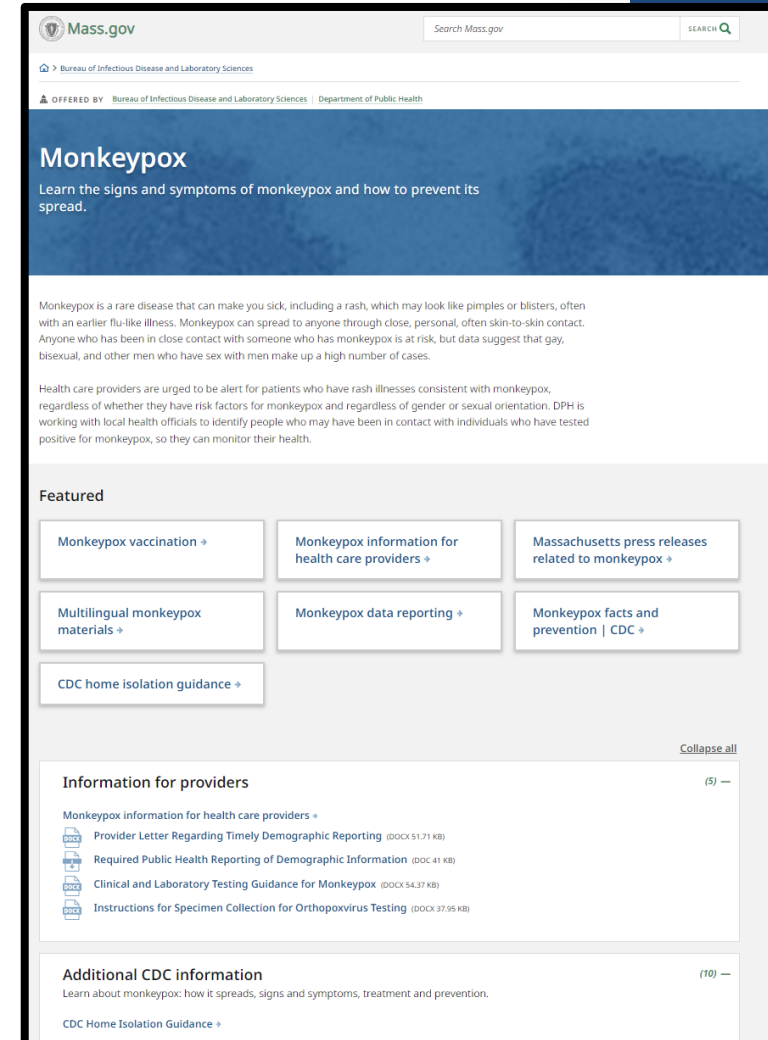 Mass.gov
Search Mass.gov
SEARCH
> Bureau of Infectious Disease and Laboratory Sciences
OFFERED BY Bureau of Infectious Disease and Laboratory Sciences | Department of Public Health
Monkeypox
Learn the signs and symptoms of monkeypox and how to prevent its
spread.
Monkeypox is a rare disease that can make you sick, including a rash, which may look like pimples or blisters, often
with an earlier flu-like illness. Monkeypox can spread to anyone through close, personal, often skin-to-skin contact.
Anyone who has been in close contact with someone who has monkeypox is at risk, but data suggest that gay,
bisexual, and other men who have sex with men make up a high number of cases.
Health care providers are urged to be alert for patients who have rash illnesses consistent with monkeypox,
regardless of whether they have risk factors for monkeypox and regardless of gender or sexual orientation. DPH is
working with local health officials to identify people who may have been in contact with individuals who have tested
positive for monkeypox, so they can monitor their health.
Featured
Monkeypox vaccination
Monkeypox information for
health care providers
Massachusetts press releases
related to monkeypox
Multilingual monkeypox
materials
Monkeypox data reporting
Monkeypox facts and
prevention | CDC
CDC home isolation guidance
Collapse all
Information for providers
(5) —
Monkeypox information for health care providers
DOCX Provider Letter Regarding Timely Demographic Reporting (DOCX 51.71 KB)
Required Public Health Reporting of Demographic Information (DOC 41 KB)
DOCX Clinical and Laboratory Testing Guidance for Monkeypox (DOCX 54.37 KB)
DOCX Instructions for Specimen Collection for Orthopoxvirus Testing (DOCX 37.95 KB)
Additional CDC information
(10) —
Learn about monkeypox: how it spreads, signs and symptoms, treatment and prevention.
CDC Home Isolation Guidance